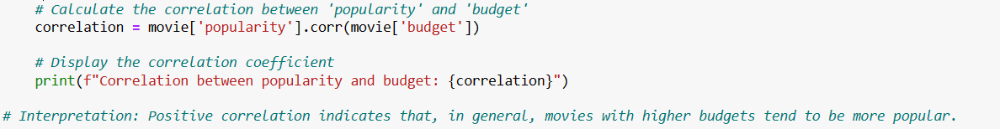 # Calculate the correlation between 'popularity' and 'budget'
correlation = movie['popularity'].corr(movie['budget'])
# Display the correlation coefficient
print(f"Correlation between popularity and budget: {correlation}")
# Interpretation: Positive correlation indicates that, in general, movies with higher budgets tend to be more popular.